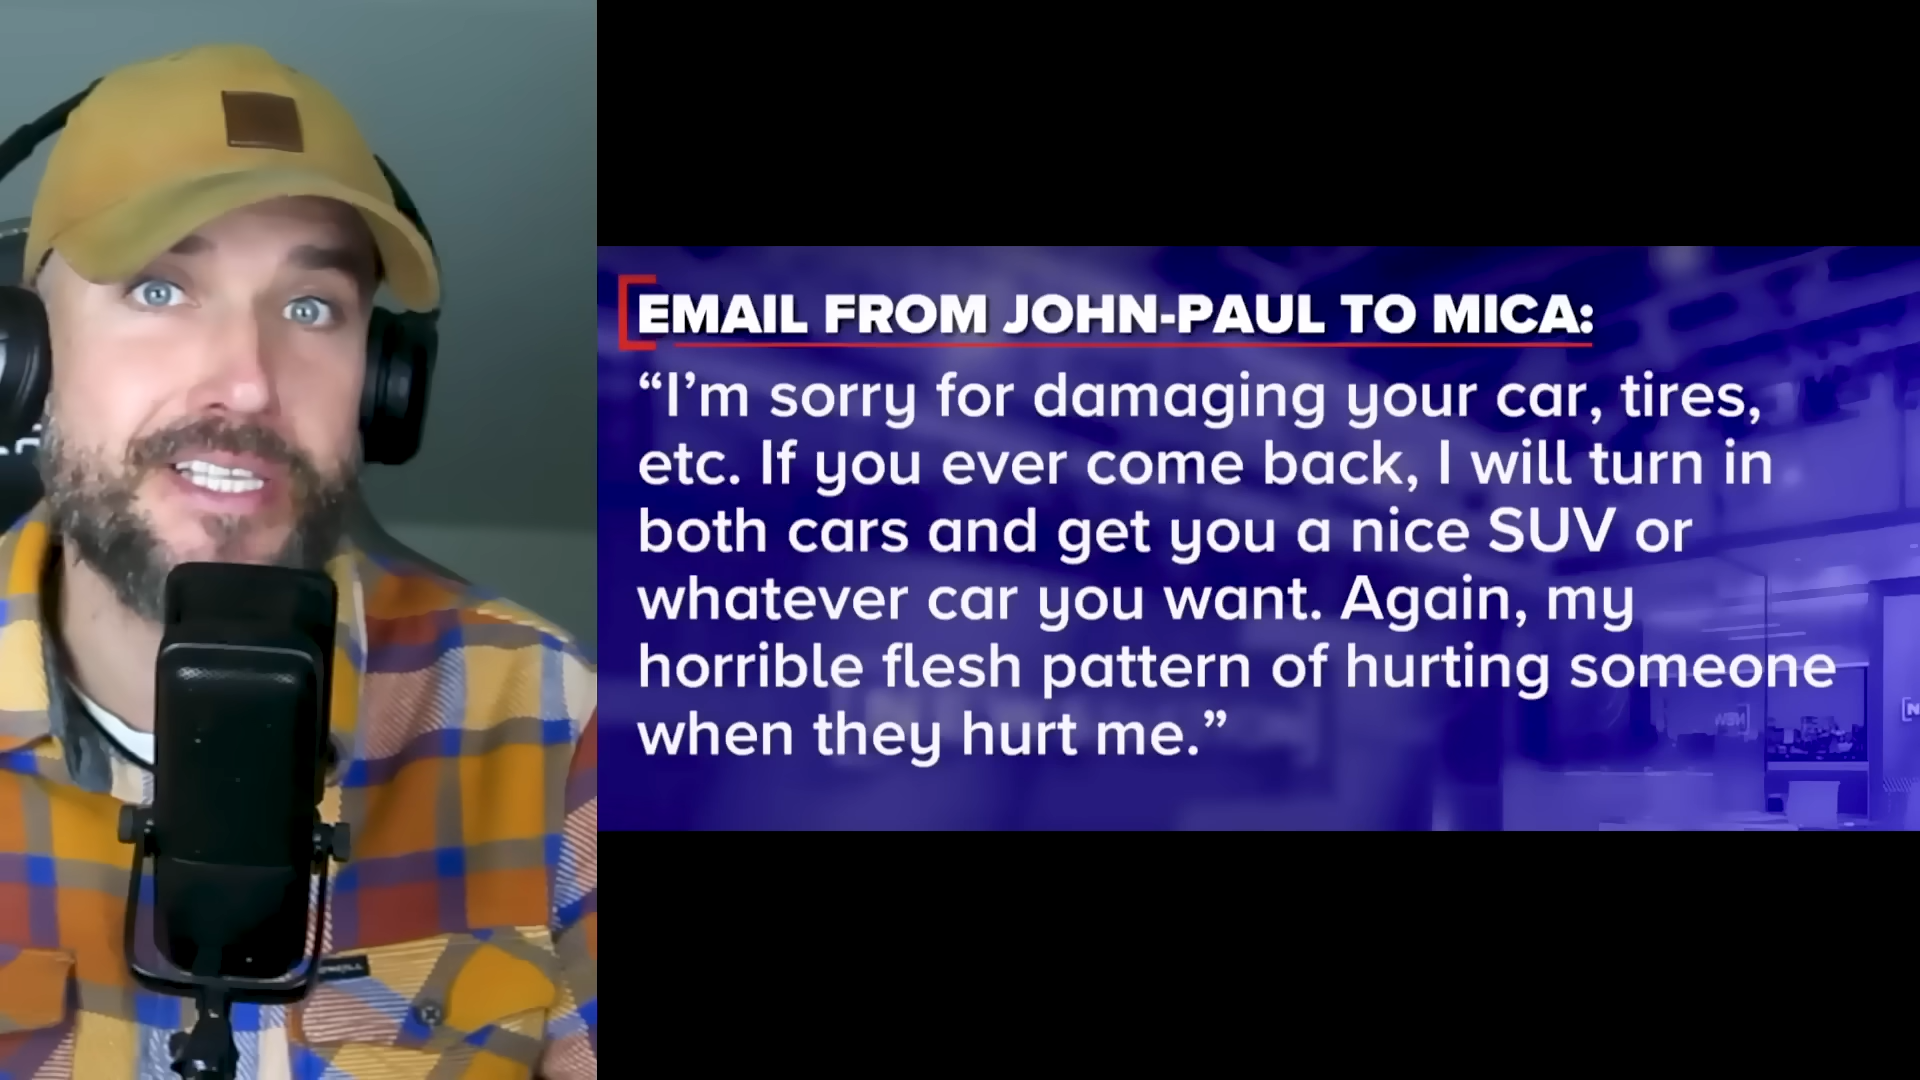 EMAIL FROM JOHN-PAUL TO MICA:
“I’m sorry for damaging your car, tires,
etc. If you ever come back, I will turn in
both cars and get you a nice SUV or
whatever car you want. Again, my
horrible flesh pattern of hurting someone
when they hurt me.”